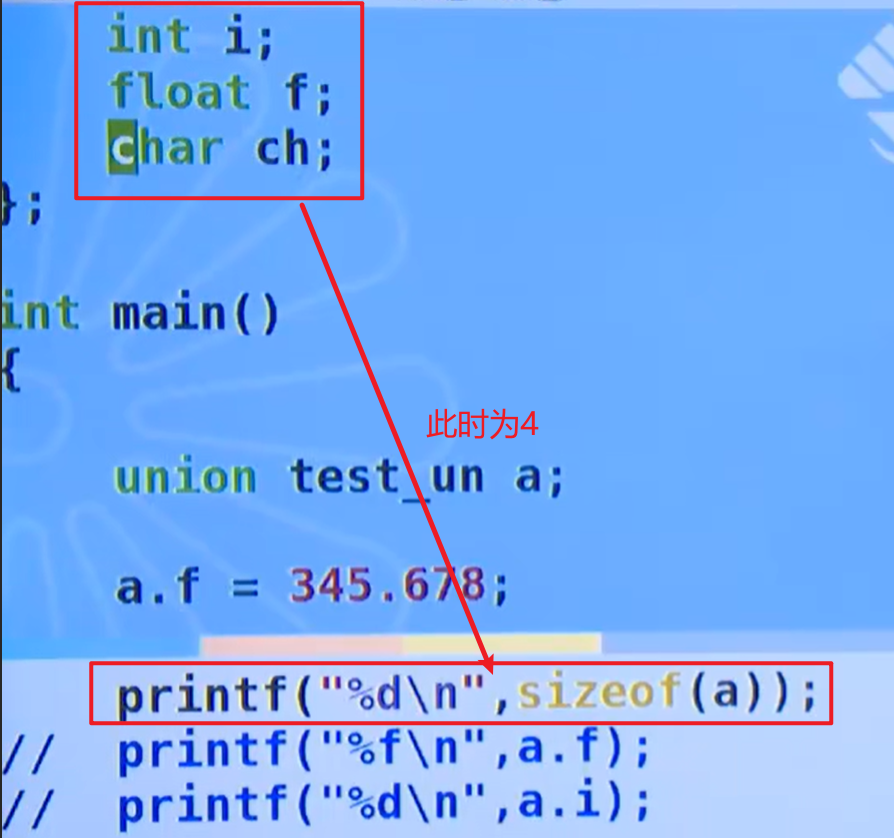 int i;
float f;
char ch;
};
int main()
{
此时为4
union test_un a;
a.f = 345.678;
printf("%d\n",sizeof(a));
// printf("%f\n",a.f);
// printf("%d\n",a.i);